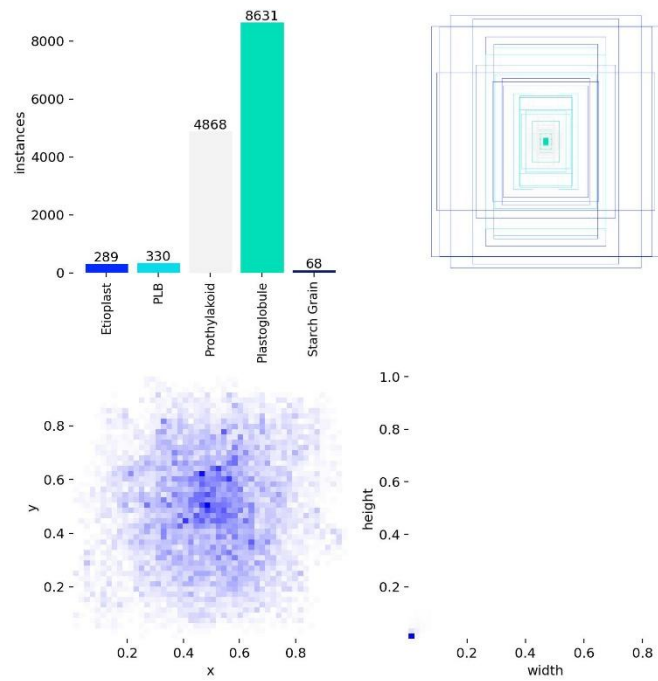 8631
8000
6000
instances
4868
4000
2000
289
330
68
0
Etioplast
PLB
Prothylakoid
Plastoglobule
Starch Grain
0.8
0.6
y
0.4
0.2
0.2
0.4
0.6
0.8
x
1.0
0.8
0.6
height
0.4
0.2
0.2
0.4
0.6
0.8
width